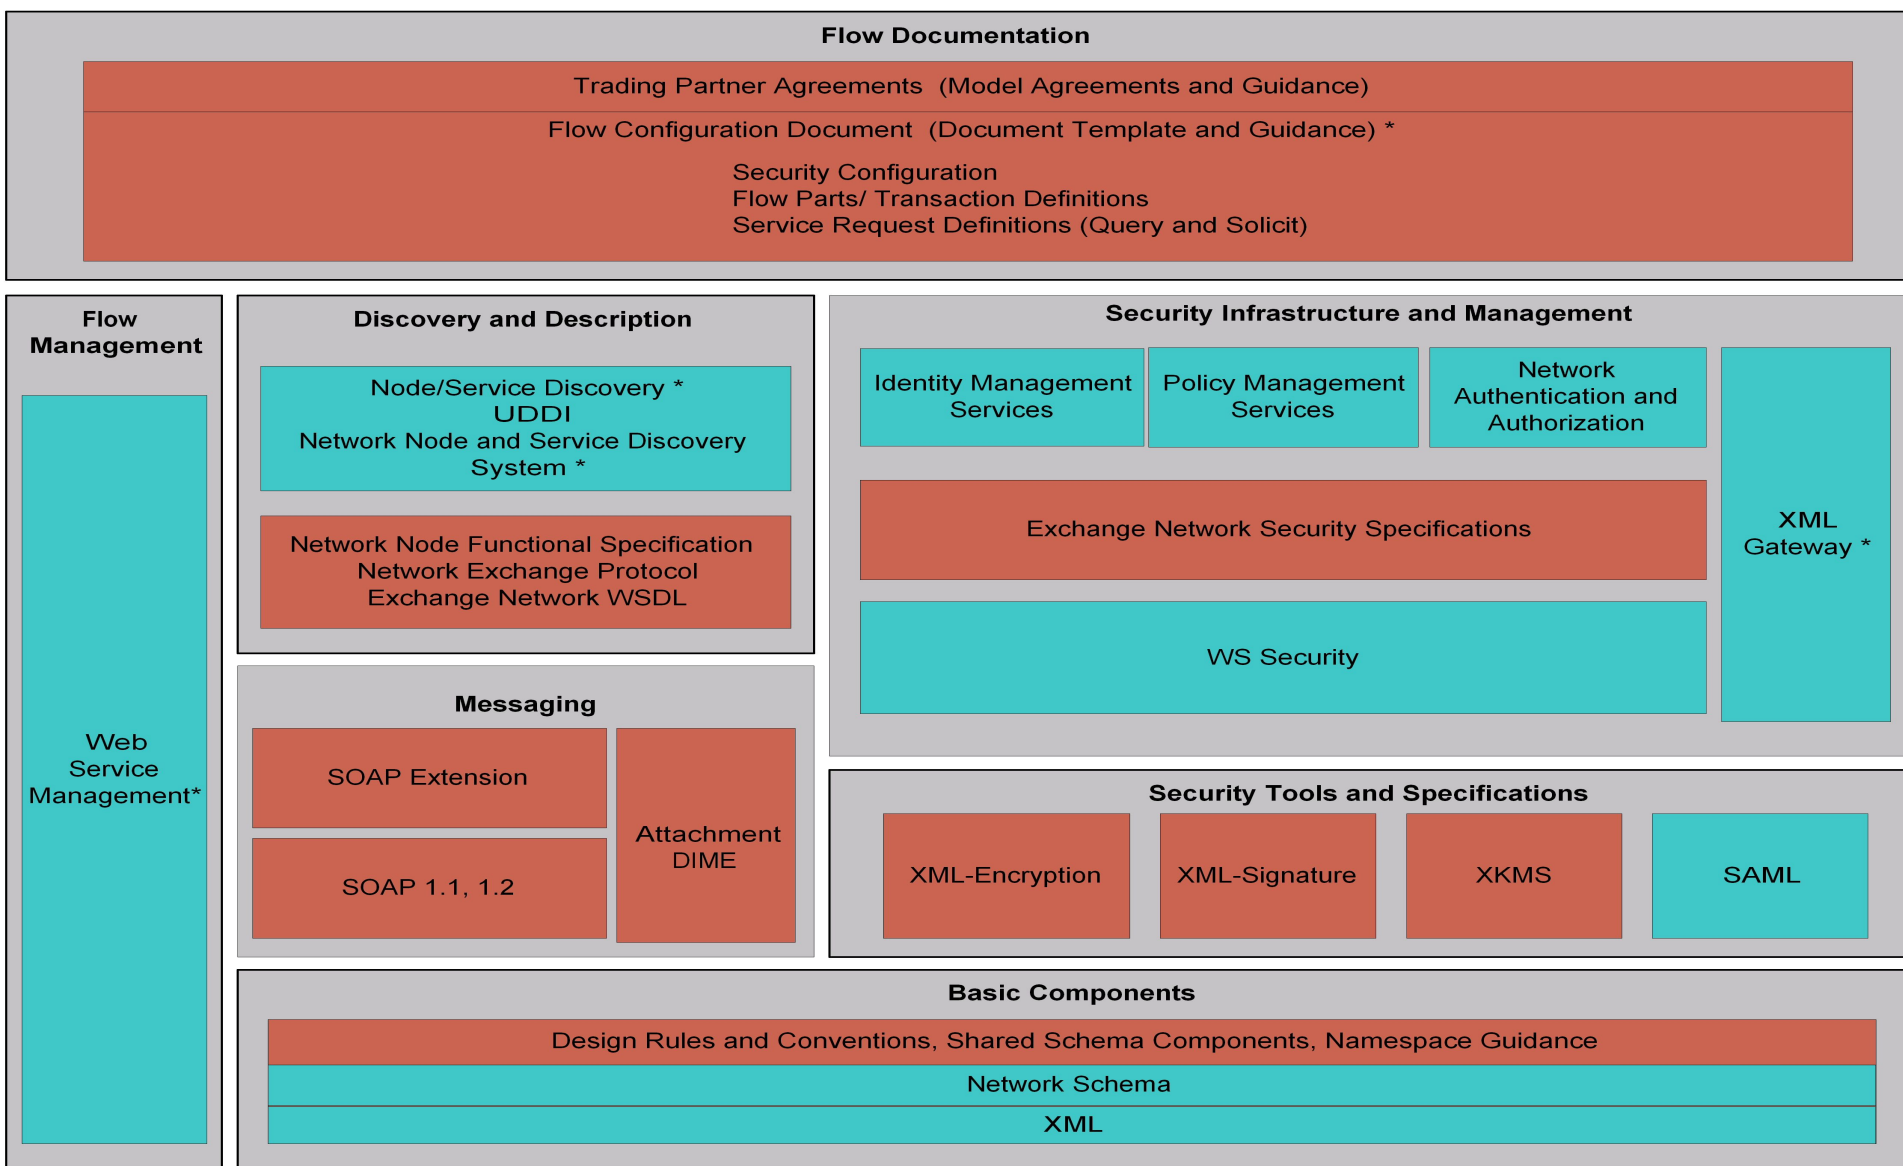 Flow Documentation
Trading Partner Agreements (Model Agreements and Guidance)
Flow Configuration Document (Document Template and Guidance) *
Security Configuration
Flow Parts/ Transaction Definitions
Service Request Definitions (Query and Solicit)
Flow
Management
Web
Service
Management*
Discovery and Description
Node/Service Discovery *
UDDI
Network Node and Service Discovery
System *
Network Node Functional Specification
Network Exchange Protocol
Exchange Network WSDL
Messaging
SOAP Extension
SOAP 1.1, 1.2
Attachment
DIME
Security Infrastructure and Management
Identity Management
Services
Policy Management
Services
Network
Authentication and
Authorization
XML
Gateway *
Exchange Network Security Specifications
WS Security
Security Tools and Specifications
XML-Encryption
XML-Signature
XKMS
SAML
Basic Components
Design Rules and Conventions, Shared Schema Components, Namespace Guidance
Network Schema
XML